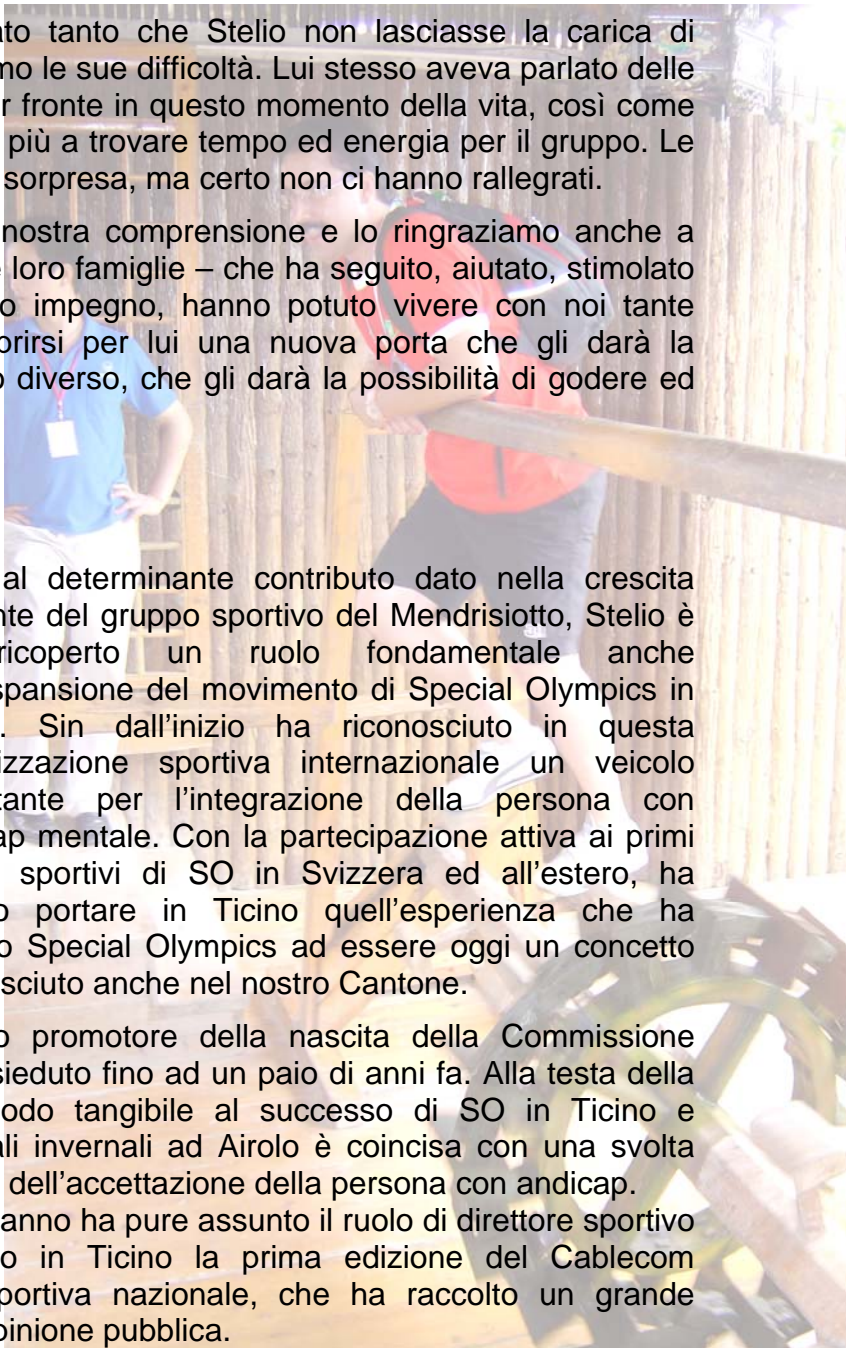 to tanto che Stelio non lasciasse la carica di
mo le sue difficoltà. Lui stesso aveva parlato delle
r fronte in questo momento della vita, così come
più a trovare tempo ed energia per il gruppo. Le
sorpresa, ma certo non ci hanno rallegrati.
nostra comprensione e lo ringraziamo anche a
loro famiglie – che ha seguito, aiutato, stimolato
o impegno, hanno potuto vivere con noi tante
prirsi per lui una nuova porta che gli darà la
o diverso, che gli darà la possibilità di godere ed
al determinante contributo dato nella crescita
nte del gruppo sportivo del Mendrisiotto, Stelio è
ricoperto un ruolo fondamentale anche
spansione del movimento di Special Olympics in
. Sin dall'inizio ha riconosciuto in questa
izzazione sportiva internazionale un veicolo
tante per l'integrazione della persona con
ap mentale. Con la partecipazione attiva ai primi
sportivi di SO in Svizzera ed all'estero, ha
o portare in Ticino quell'esperienza che ha
o Special Olympics ad essere oggi un concetto
sciuto anche nel nostro Cantone.
o promotore della nascita della Commissione
sieduto fino ad un paio di anni fa. Alla testa della
odo tangibile al successo di SO in Ticino e
ali invernali ad Airolo è coincisa con una svolta
dell'accettazione della persona con andicap.
anno ha pure assunto il ruolo di direttore sportivo
o in Ticino la prima edizione del Cablecom
portiva nazionale, che ha raccolto un grande
pinione pubblica.